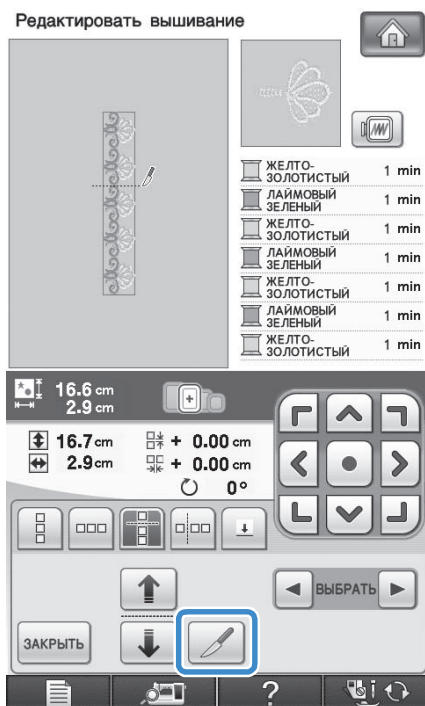 Редактировать вышивание
ЖЕЛТО-
ЗОЛОТИСТЫЙ 1 min
ЛАЙМОВЫЙ
ЗЕЛЕНЫЙ 1 min
ЖЕЛТО-
ЗОЛОТИСТЫЙ 1 min
ЛАЙМОВЫЙ
ЗЕЛЕНЫЙ 1 min
ЖЕЛТО-
ЗОЛОТИСТЫЙ 1 min
ЛАЙМОВЫЙ
ЗЕЛЕНЫЙ 1 min
ЖЕЛТО-
ЗОЛОТИСТЫЙ 1 min
16.6 cm
2.9 cm
16.7 cm + 0.00 cm
2.9 cm + 0.00 cm
0°
ВЫБРАТЬ
ЗАКРЫТЬ
?